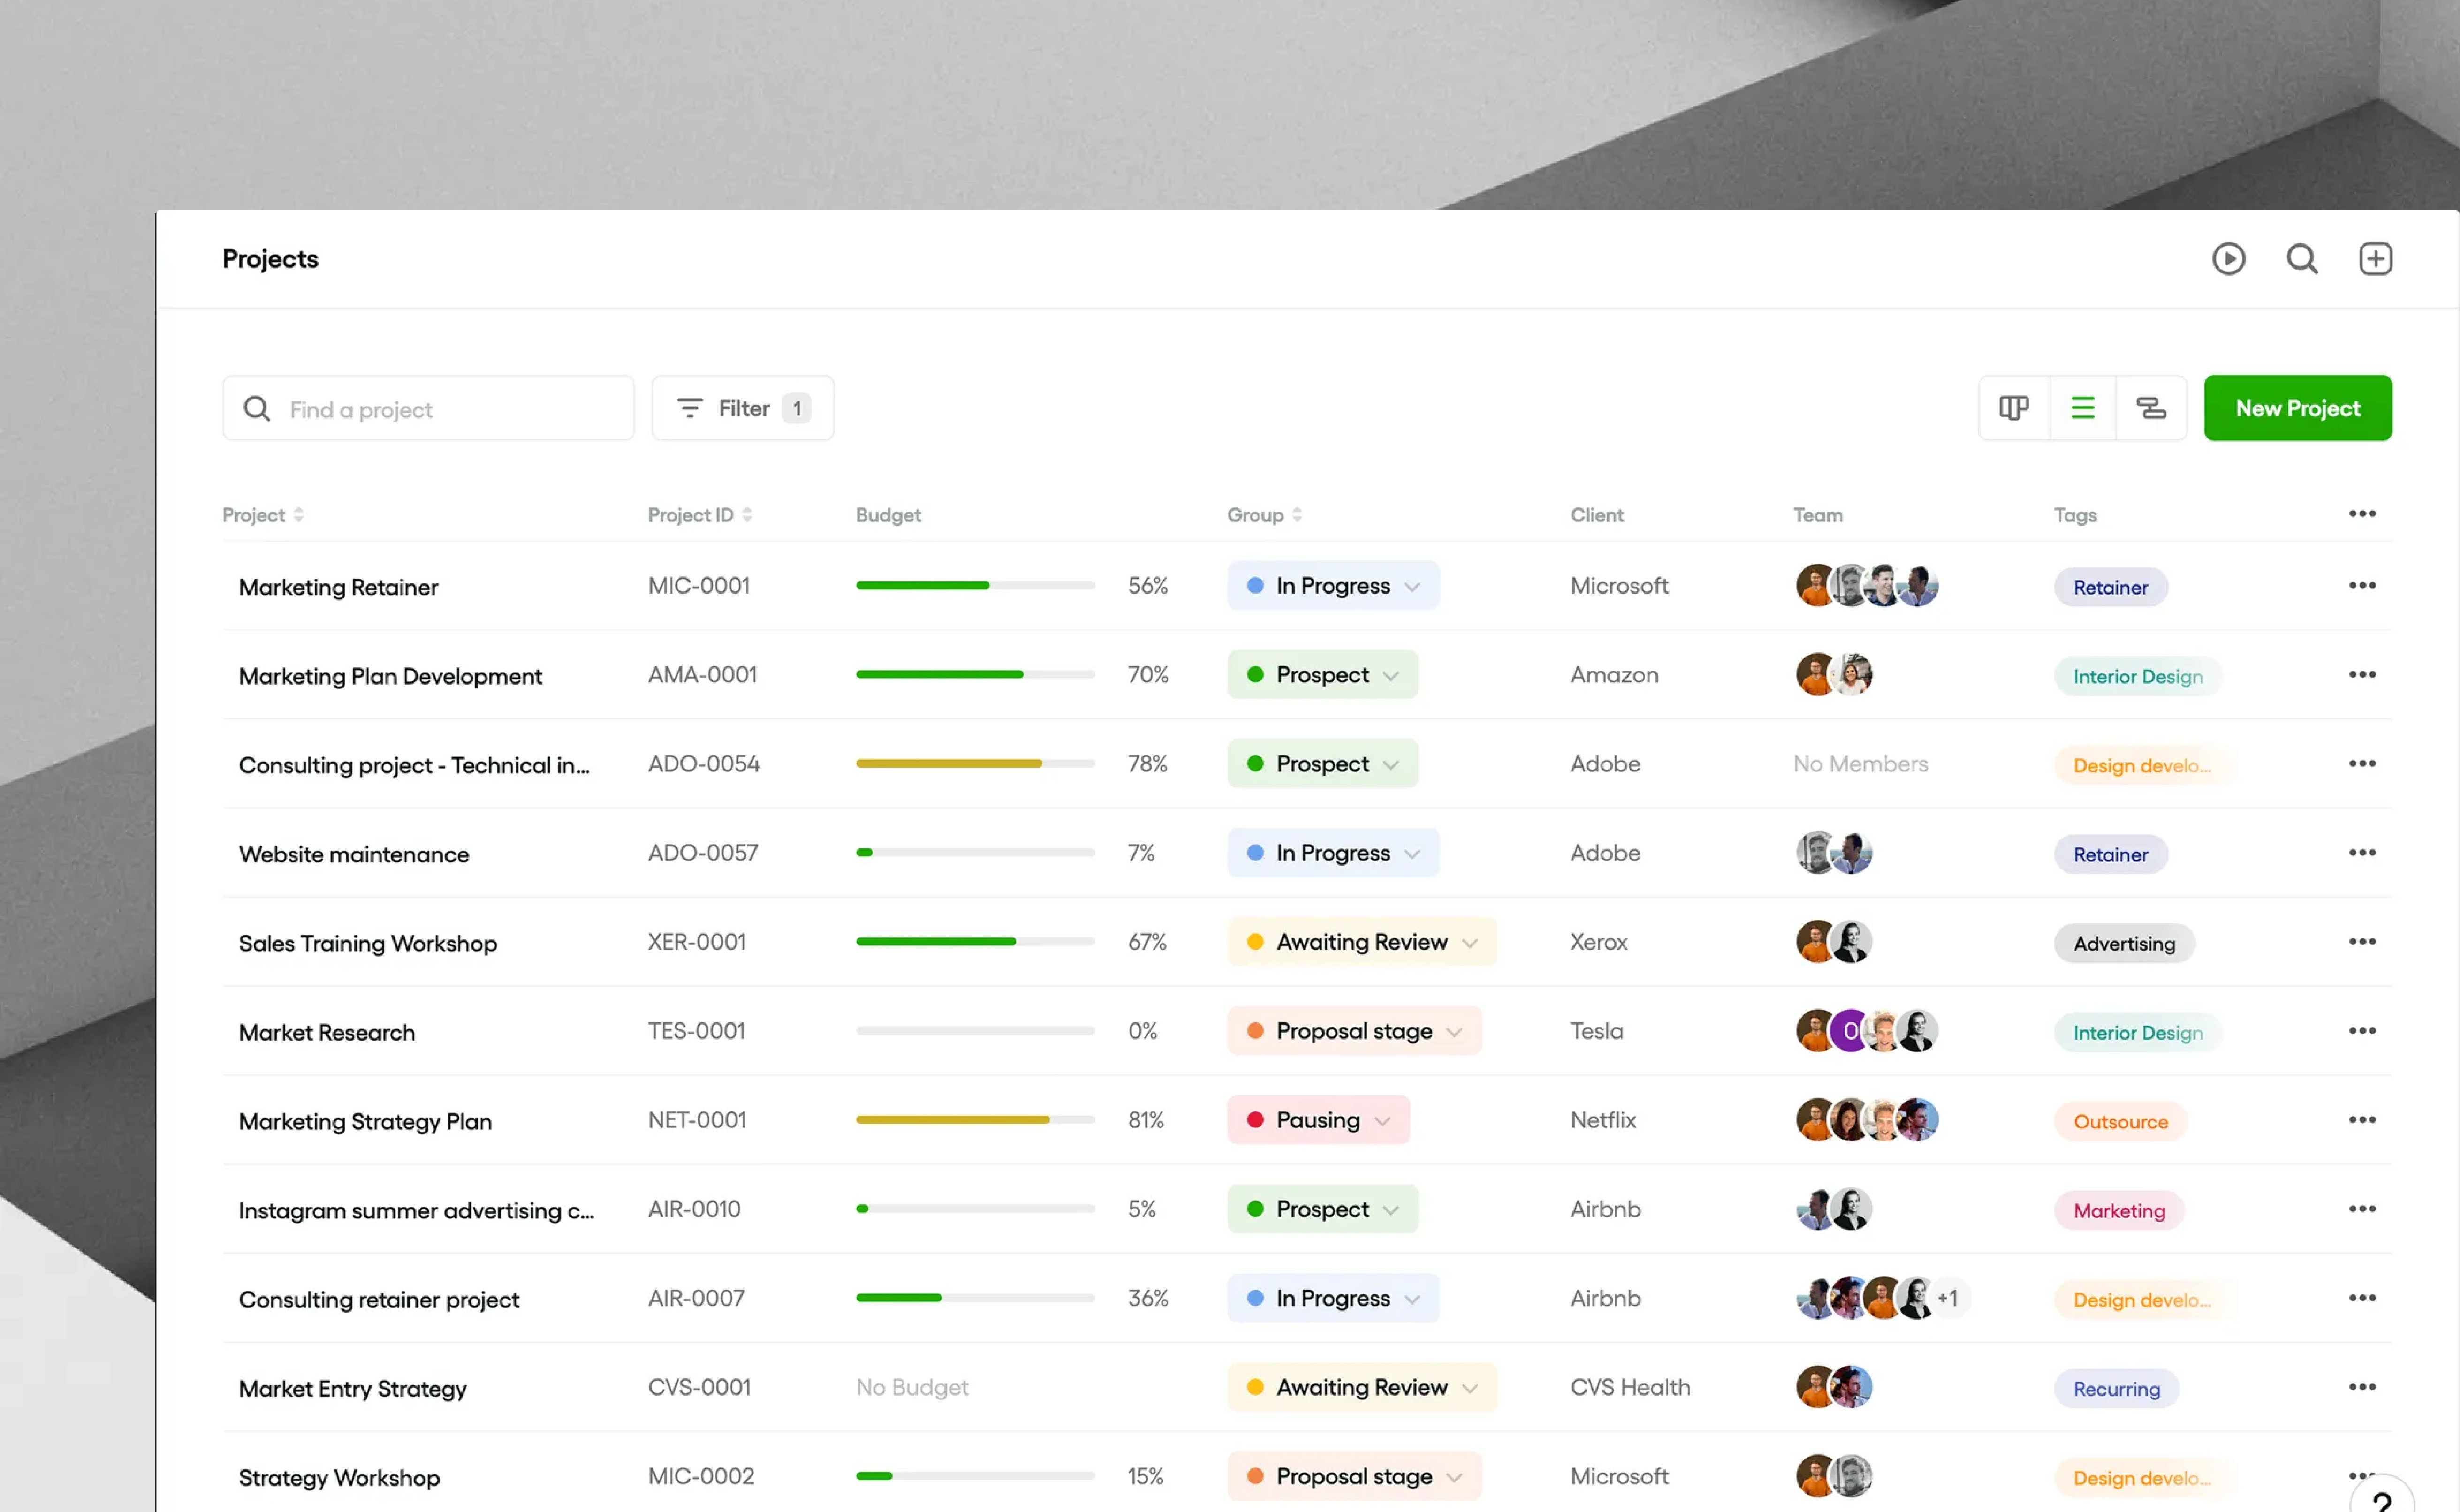 Projects
Find a project Filter 1 New Project
Project Project ID Budget Group Client Team Tags
Marketing Retainer MIC-0001 56% In Progress Microsoft Retainer
Marketing Plan Development AMA-0001 70% Prospect Amazon Interior Design
Consulting project - Technical in... ADO-0054 78% Prospect Adobe No Members Design develo...
Website maintenance ADO-0057 7% In Progress Adobe Retainer
Sales Training Workshop XER-0001 67% Awaiting Review Xerox Advertising
Market Research TES-0001 0% Proposal stage Tesla O Interior Design
Marketing Strategy Plan NET-0001 81% Pausing Netflix Outsource
Instagram summer advertising c... AIR-0010 5% Prospect Airbnb Marketing
Consulting retainer project AIR-0007 36% In Progress Airbnb +1 Design develo...
Market Entry Strategy CVS-0001 No Budget Awaiting Review CVS Health Recurring
Strategy Workshop MIC-0002 15% Proposal stage Microsoft Design develo...
?